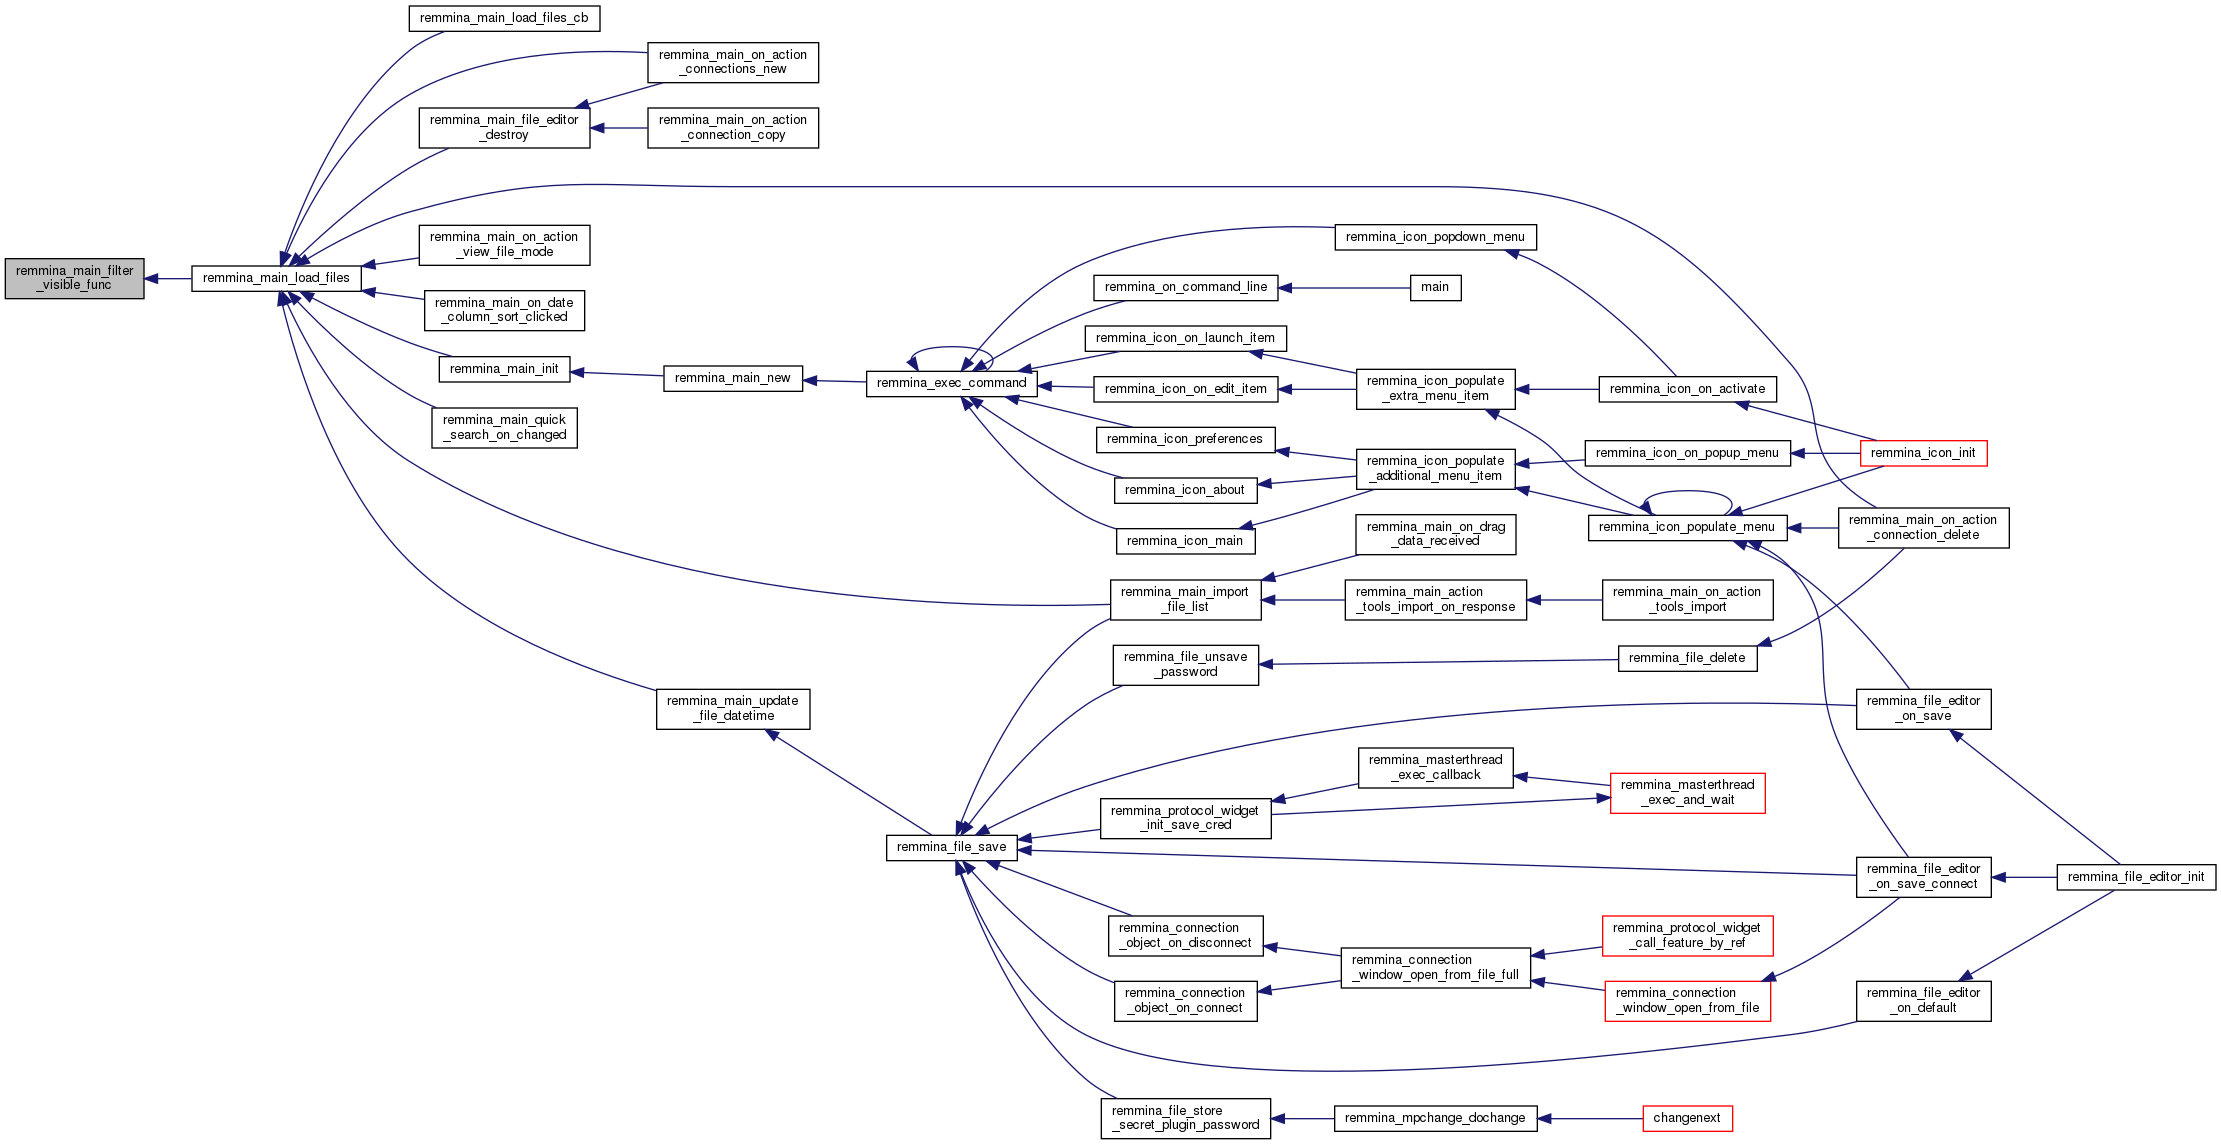 remmina_main_filter
_visible_func
remmina_main_load_files
remmina_main_load_files_cb
remmina_main_on_action
_connections_new
remmina_main_file_editor
_destroy
remmina_main_on_action
_connection_copy
remmina_main_on_action
_view_file_mode
remmina_main_on_date
_column_sort_clicked
remmina_main_init
remmina_main_quick
_search_on_changed
remmina_main_new
remmina_exec_command
remmina_main_update
_file_datetime
remmina_file_save
remmina_icon_popdown_menu
remmina_on_command_line
main
remmina_icon_on_launch_item
remmina_icon_on_edit_item
remmina_icon_preferences
remmina_icon_about
remmina_icon_main
remmina_icon_populate
_extra_menu_item
remmina_icon_populate
_additional_menu_item
remmina_icon_on_activate
remmina_icon_on_popup_menu
remmina_icon_populate_menu
remmina_icon_init
remmina_main_on_action
_connection_delete
remmina_main_on_drag
_data_received
remmina_main_import
_file_list
remmina_main_action
_tools_import_on_response
remmina_main_on_action
_tools_import
remmina_file_unsave
_password
remmina_file_delete
remmina_file_editor
_on_save
remmina_masterthread
_exec_callback
remmina_masterthread
_exec_and_wait
remmina_protocol_widget
_init_save_cred
remmina_file_editor
_on_save_connect
remmina_file_editor_init
remmina_connection
_object_on_disconnect
remmina_connection
_object_on_connect
remmina_connection
_window_open_from_file_full
remmina_protocol_widget
_call_feature_by_ref
remmina_connection
_window_open_from_file
remmina_file_editor
_on_default
remmina_file_store
_secret_plugin_password
remmina_mpchange_dochange
changenext